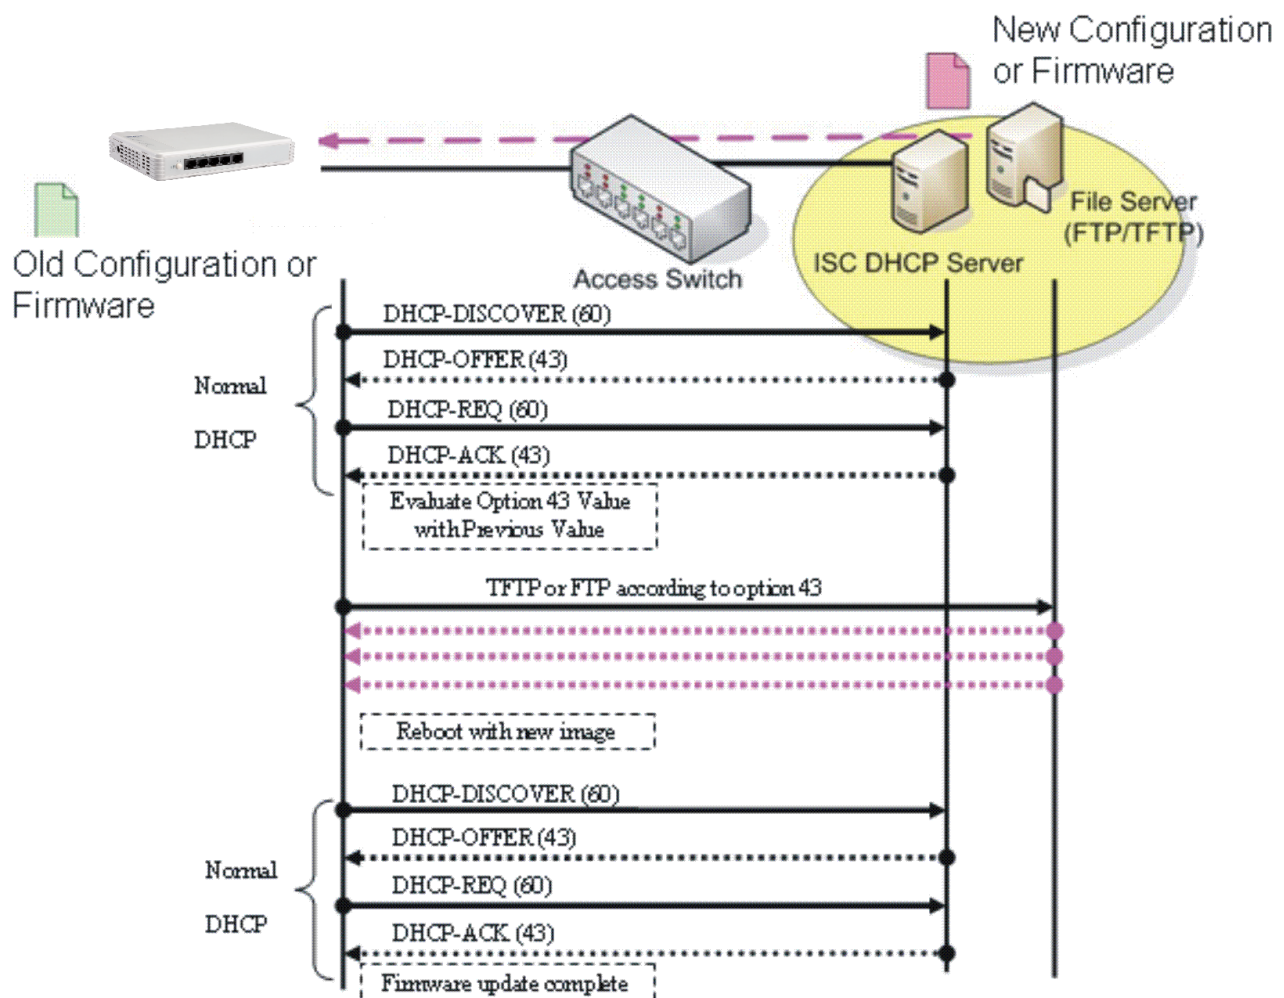 New Configuration
or Firmware
File Server
(FTP/TFTP)
ISC DHCP Server
Access Switch
Old Configuration or
Firmware
DHCP-DISCOVER (60)
DHCP-OFFER (43)
Normal
DHCP
DHCP-REQ (60)
DHCP-ACK (43)
Evaluate Option 43 Value
with Previous Value
TFTP or FTP according to option 43
Reboot with new image
DHCP-DISCOVER (60)
DHCP-OFFER (43)
Normal
DHCP
DHCP-REQ (60)
DHCP-ACK (43)
Firmware update complete